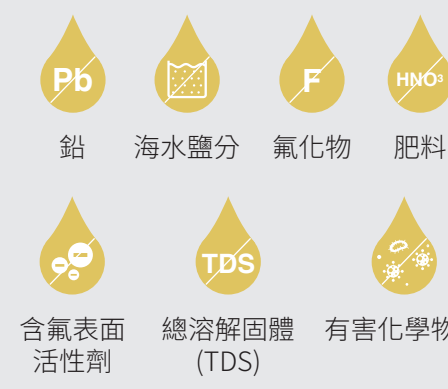 Pb
F
HNO³
鉛
海水鹽分
氟化物
肥料
TDS
含氟表面
活性劑
總溶解固體
(TDS)
有害化學物